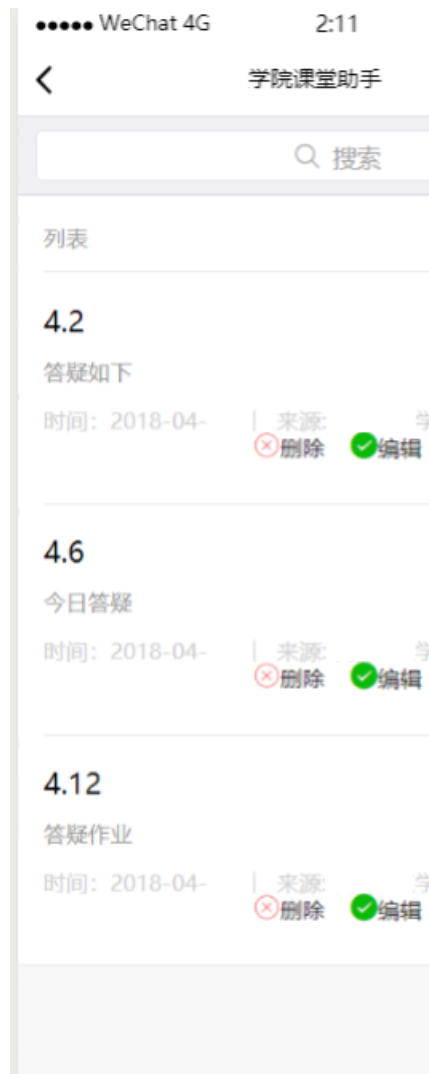 WeChat 4G 2:11
学院课堂助手
搜索
列表
4.2
答疑如下
时间：2018-04- | 来源: 学
删除 编辑
4.6
今日答疑
时间：2018-04- | 来源: 学
删除 编辑
4.12
答疑作业
时间：2018-04- | 来源: 学
删除 编辑